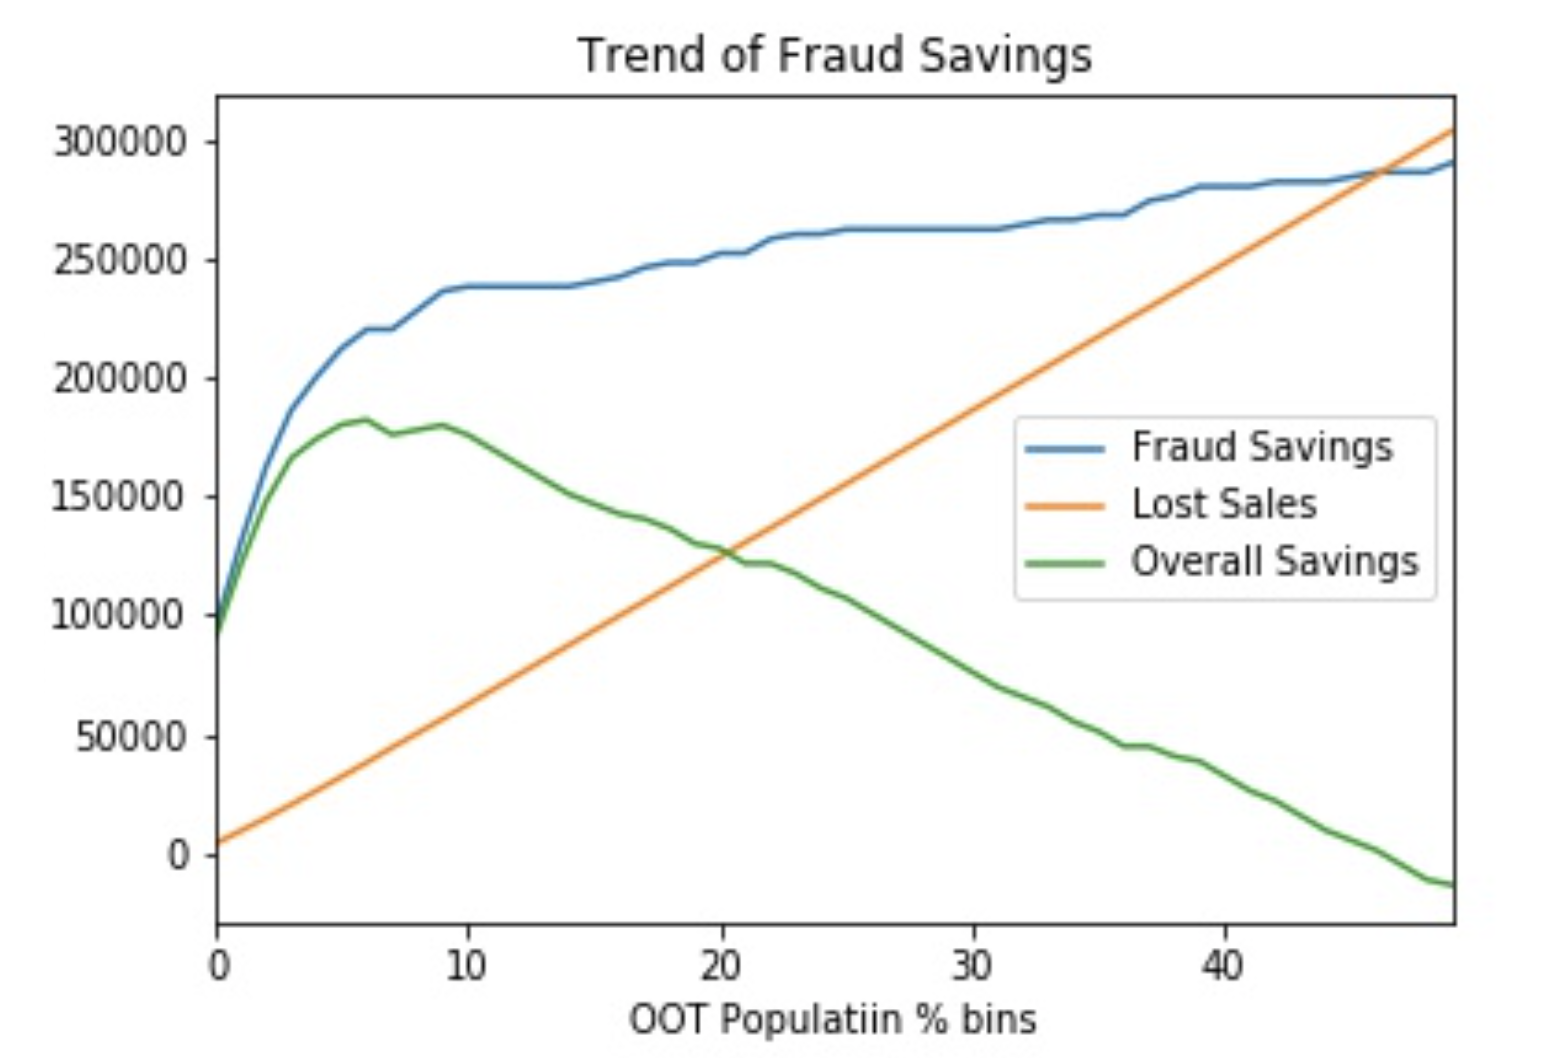 Trend of Fraud Savings
300000
250000
200000
150000
100000
50000
0
Fraud Savings
Lost Sales
Overall Savings
0 10 20 30 40
OOT Populatiin % bins